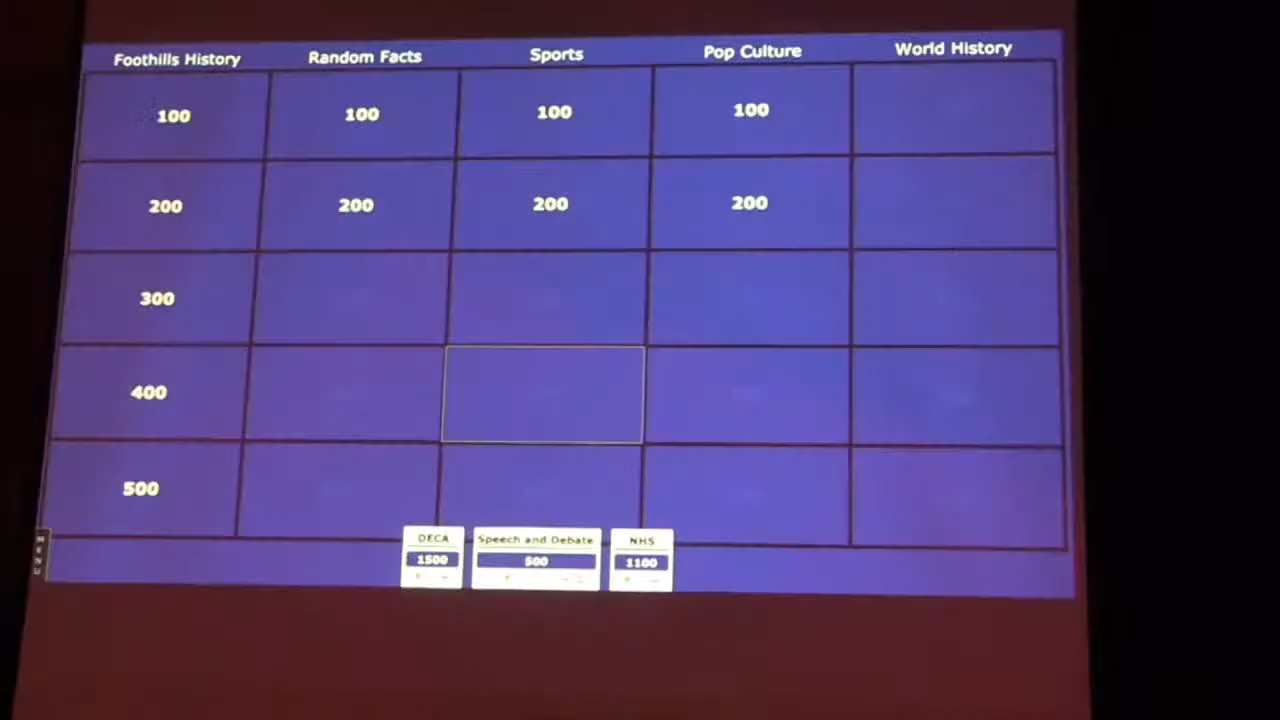 Foothills History Random Facts Sports Pop Culture World History
100 100 100 100
200 200 200 200
300
400
500
MENU
DECA Speech and Debate NHS
1500 500 1100